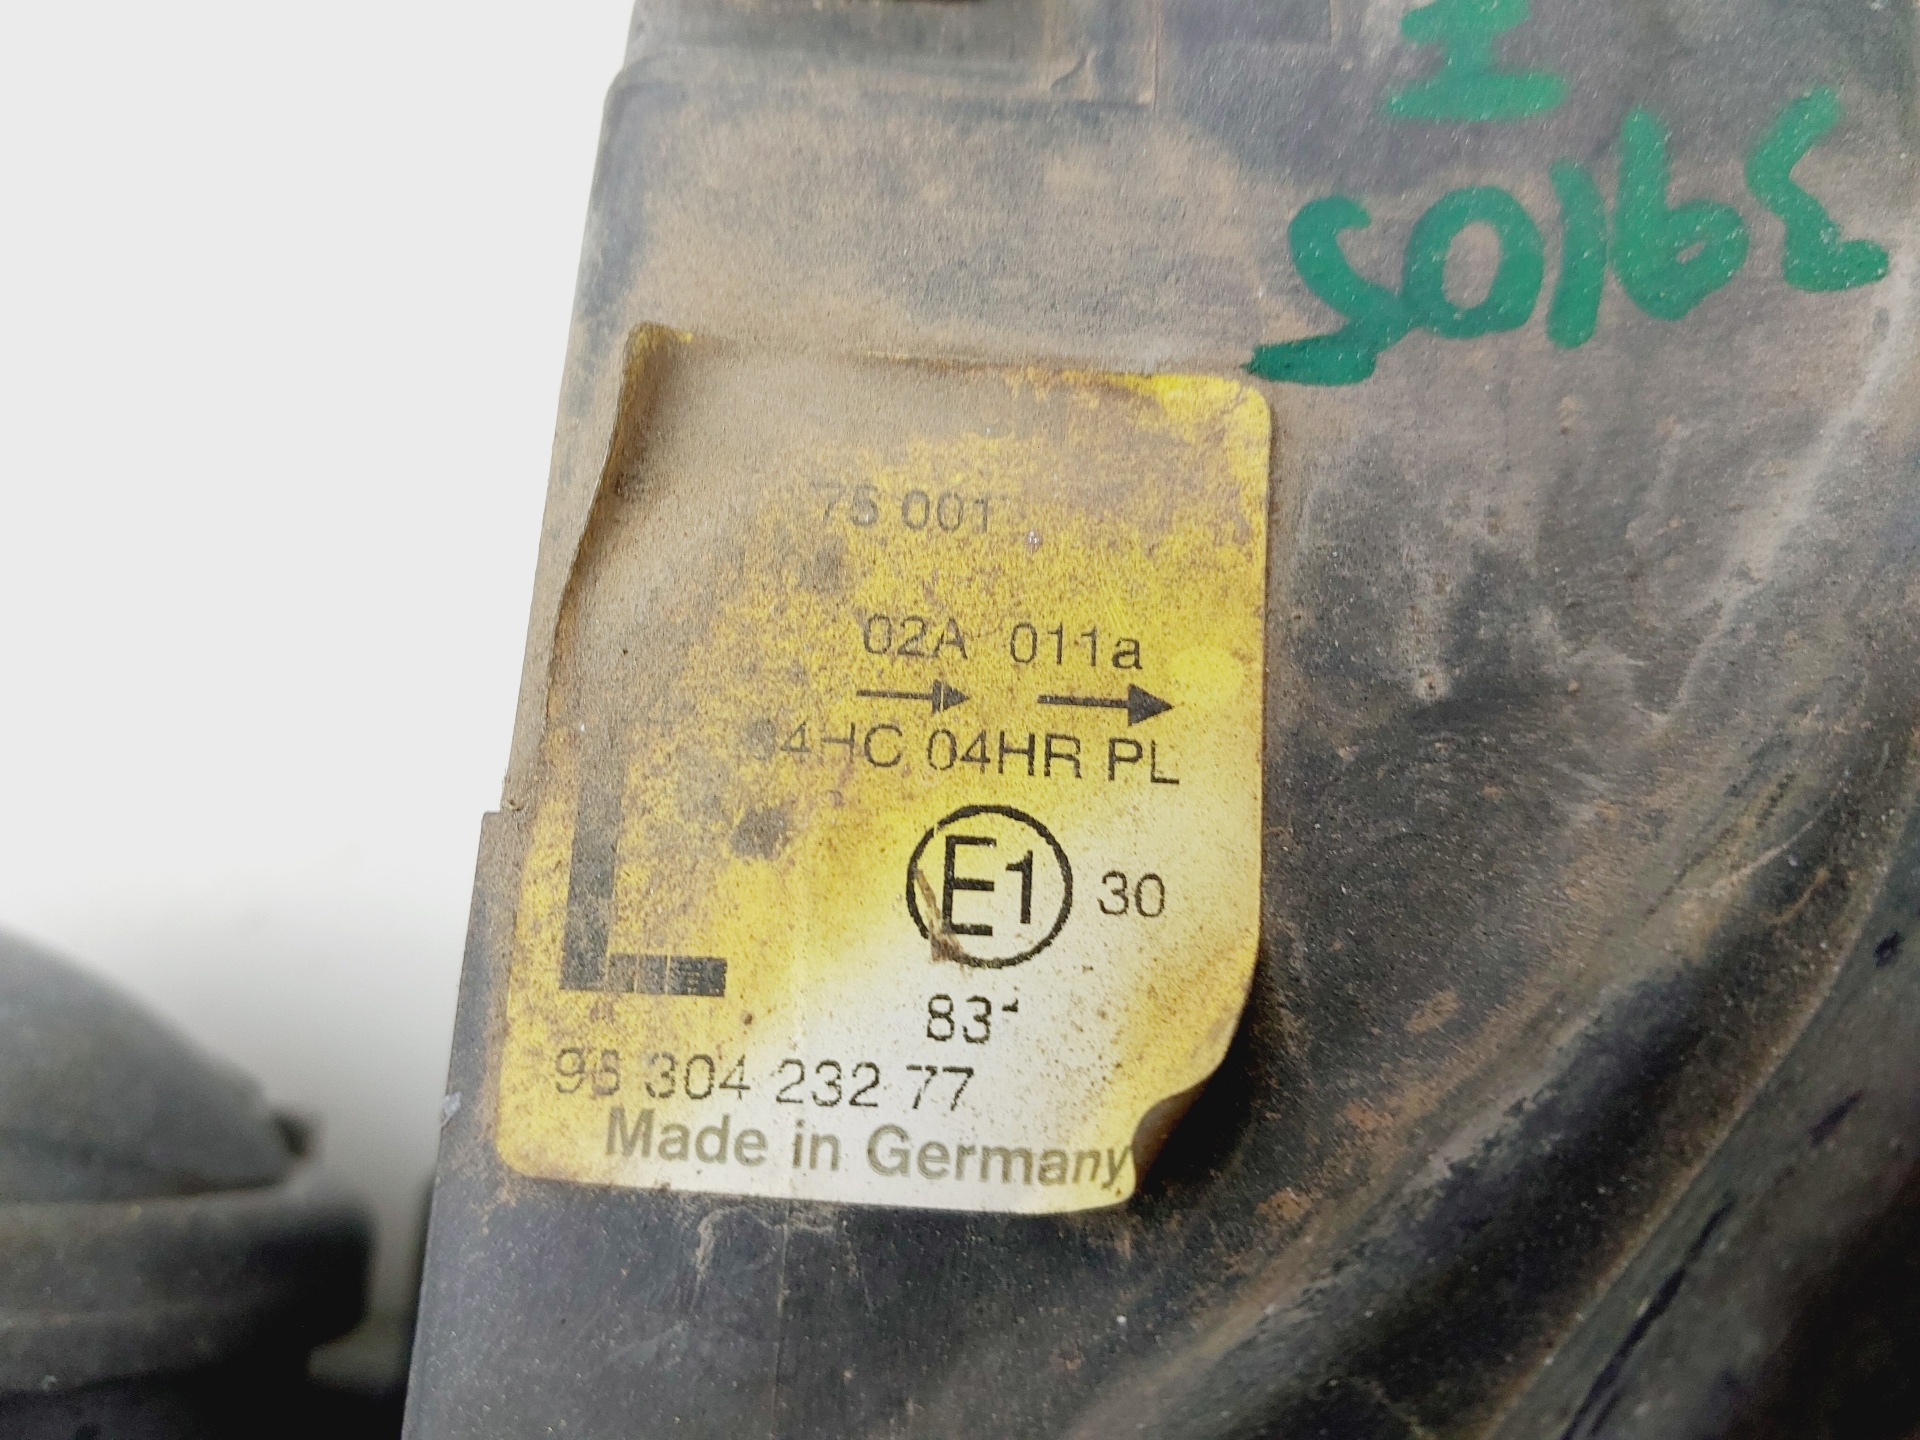 75 001
02A 011a
→ →
04HC 04HR PL
L
E1 30
83
96 304 232 77
Made in Germany